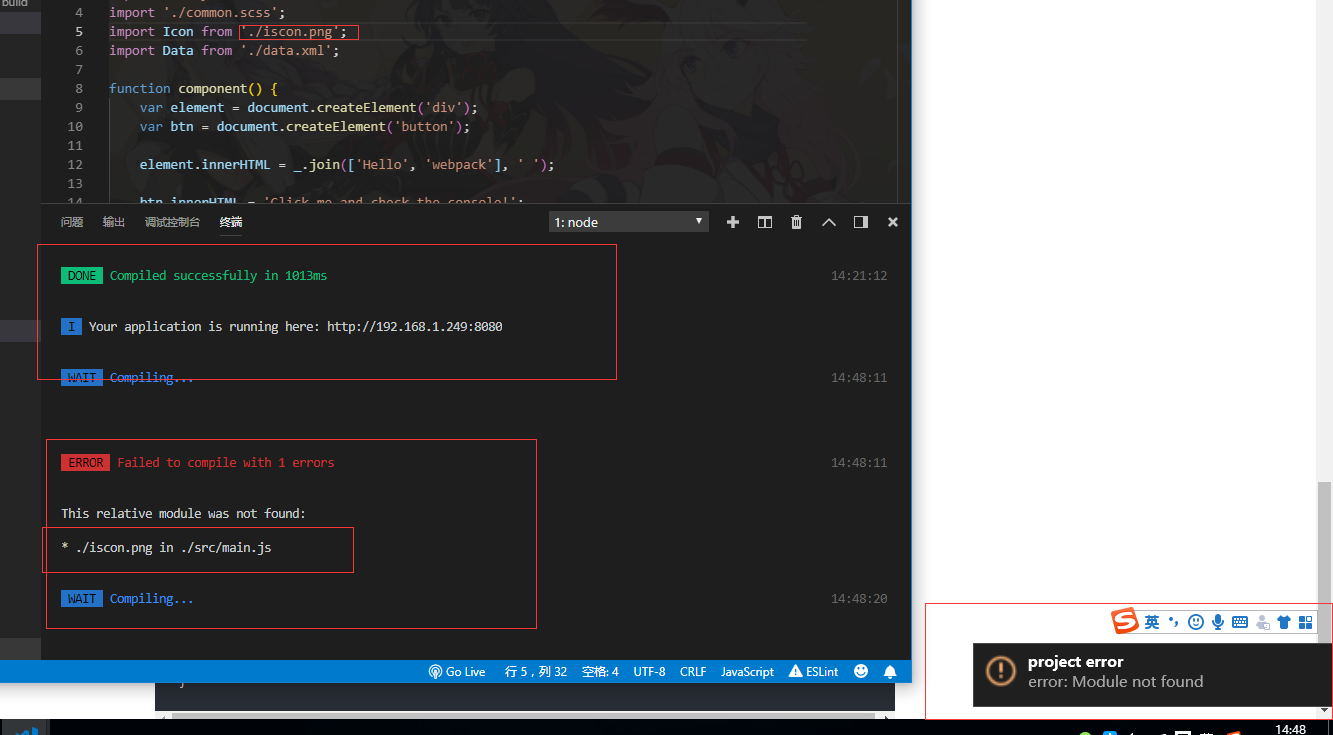 build
4 import './common.scss';
5 import Icon from './iscon.png';
6 import Data from './data.xml';
7
8 function component() {
9 var element = document.createElement('div');
10 var btn = document.createElement('button');
11
12 element.innerHTML = _.join(['Hello', 'webpack'], ' ');
13
14 btn.innerHTML = 'Click me and check the console!';
问题 输出 调试控制台 终端 1: node
DONE Compiled successfully in 1013ms 14:21:12
I Your application is running here: http://192.168.1.249:8080
WAIT Compiling... 14:48:11
ERROR Failed to compile with 1 errors 14:48:11
This relative module was not found:
* ./iscon.png in ./src/main.js
WAIT Compiling... 14:48:20
英
project error
error: Module not found
Go Live 行 5，列 32 空格: 4 UTF-8 CRLF JavaScript ESLint
}
14:48